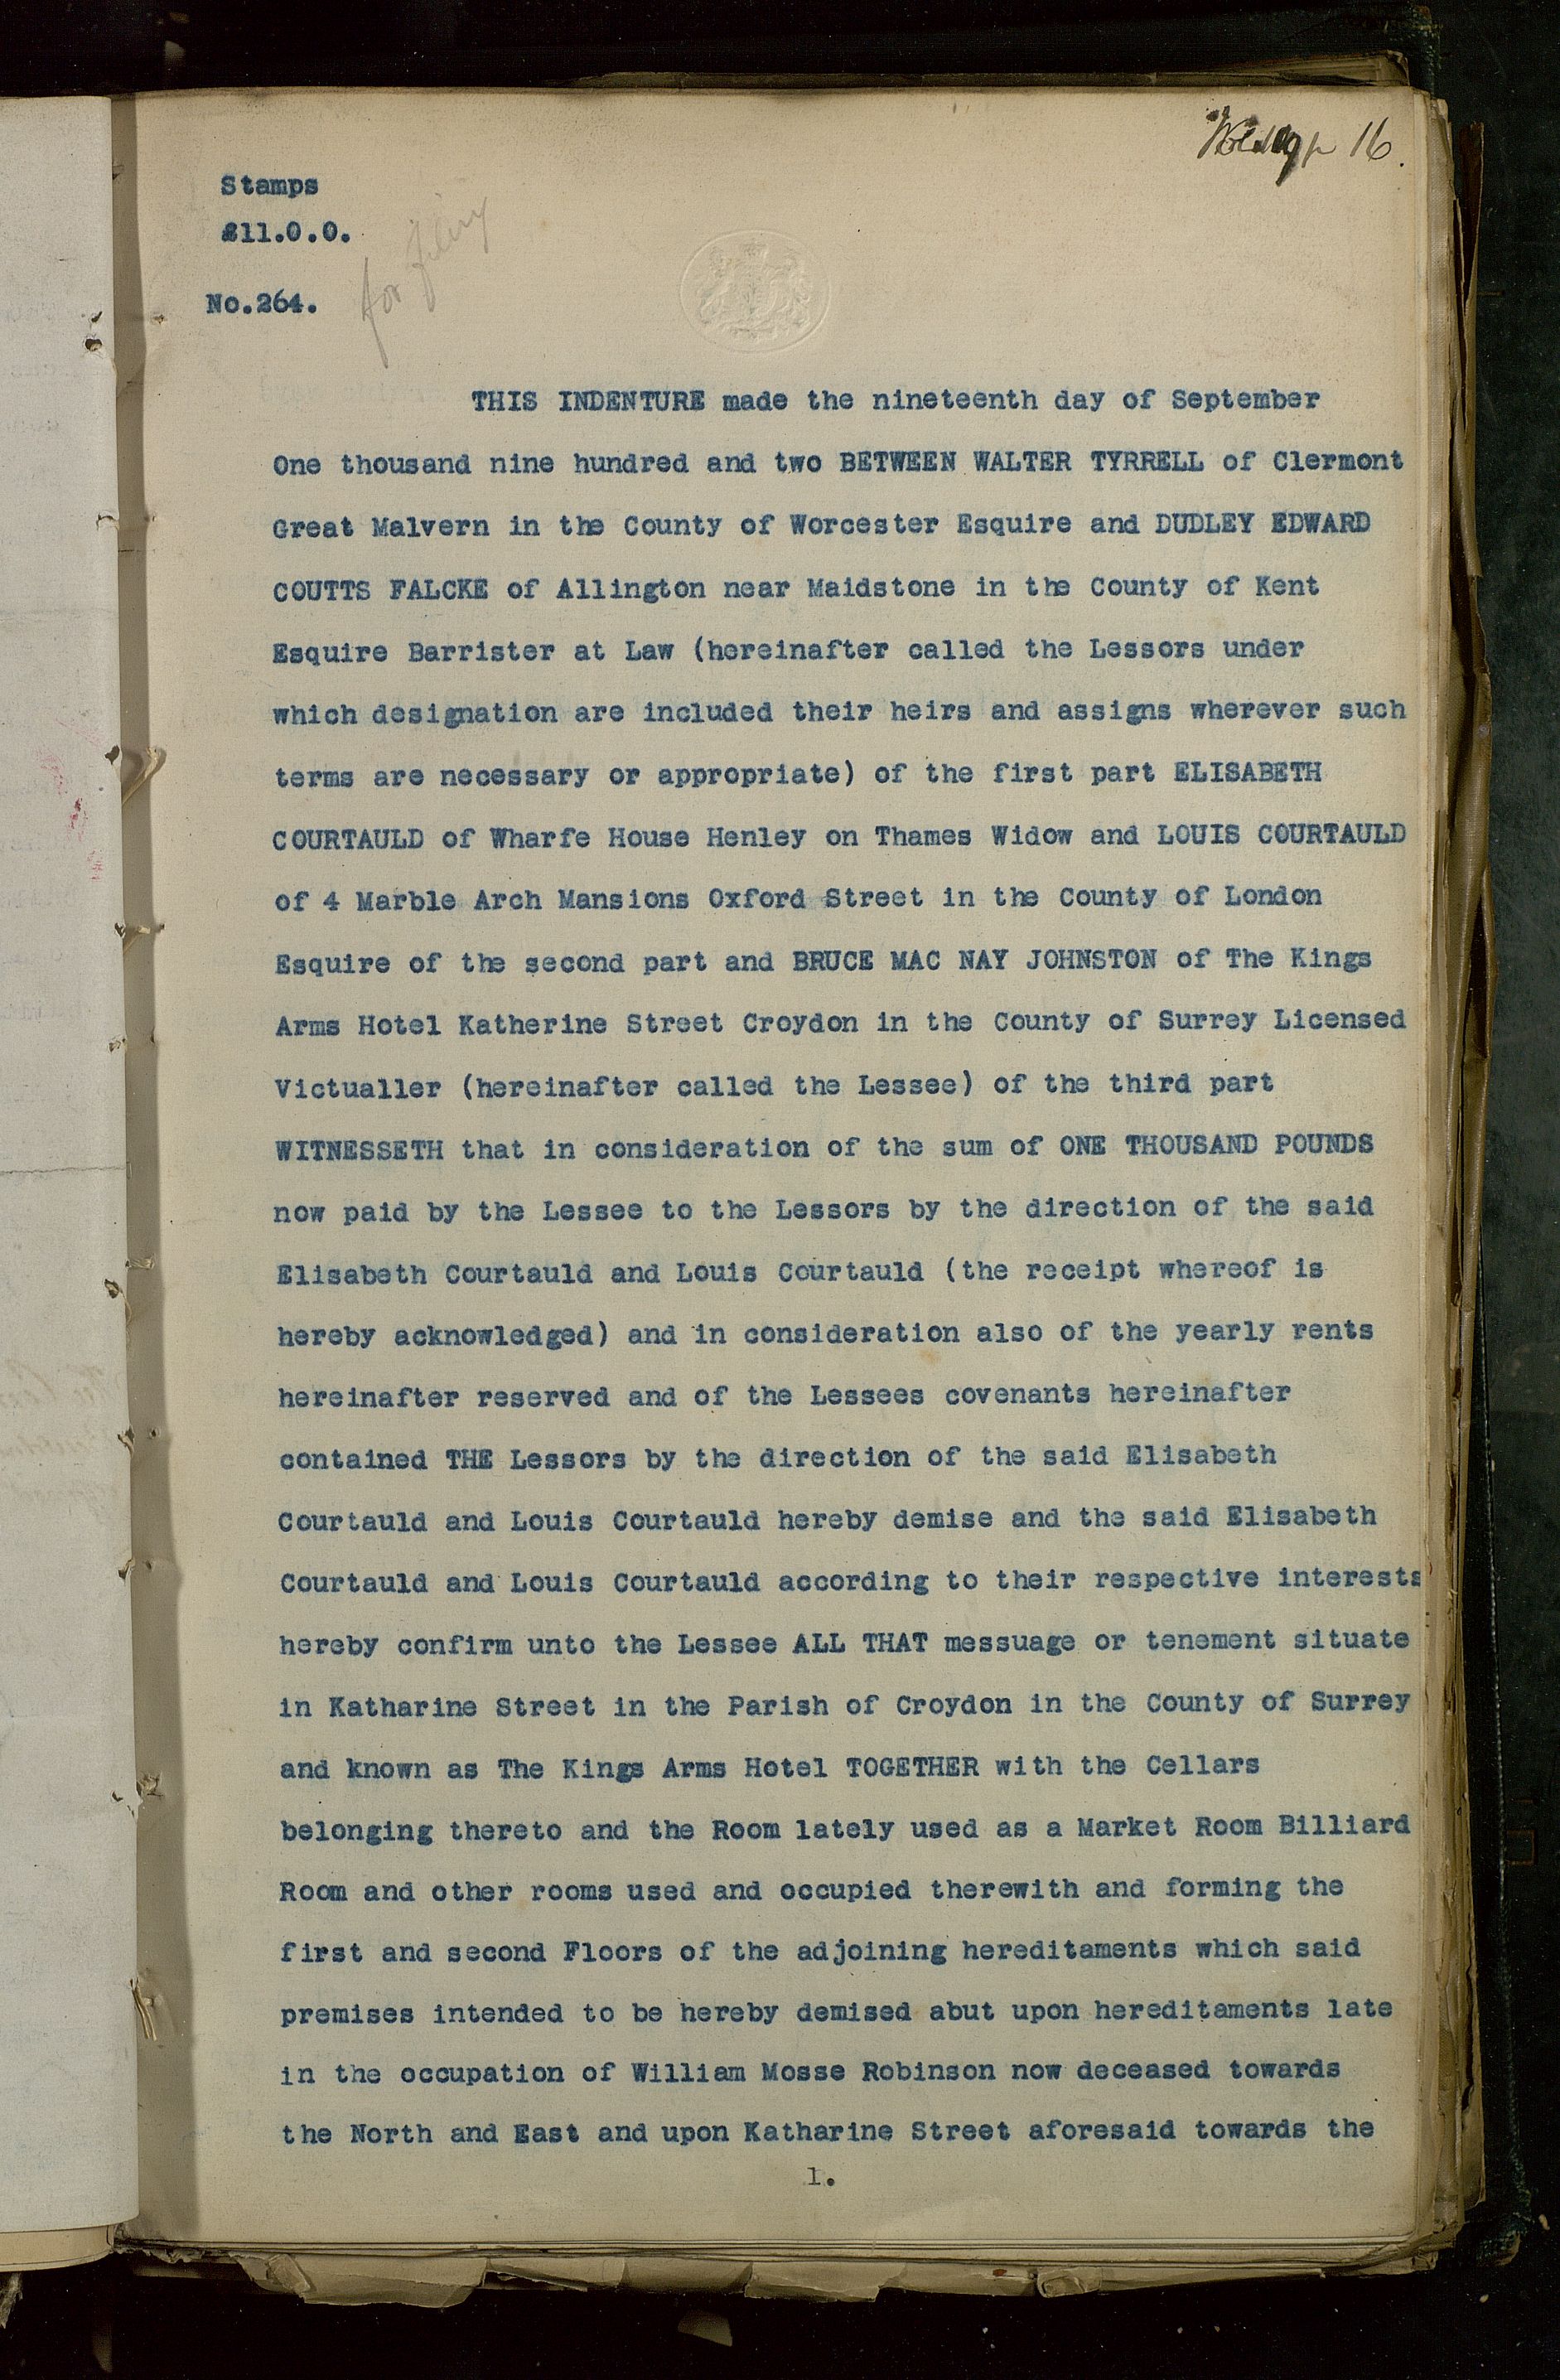 16.
Stamps
£11.0.0.
for filing
No.264.
THIS INDENTURE made the nineteenth day of September
One thousand nine hundred and two BETWEEN WALTER TYRRELL of Clermont
Great Malvern in the County of Worcester Esquire and DUDLEY EDWARD
COUTTS FALCKE of Allington near Maidstone in the County of Kent
Esquire Barrister at Law (hereinafter called the Lessors under
which designation are included their heirs and assigns wherever such
terms are necessary or appropriate) of the first part ELISABETH
COURTAULD of Wharfe House Henley on Thames Widow and LOUIS COURTAULD
of 4 Marble Arch Mansions Oxford Street in the County of London
Esquire of the second part and BRUCE MAC NAY JOHNSTON of The Kings
Arms Hotel Katherine Street Croydon in the County of Surrey Licensed
Victualler (hereinafter called the Lessee) of the third part
WITNESSETH that in consideration of the sum of ONE THOUSAND POUNDS
now paid by the Lessee to the Lessors by the direction of the said
Elisabeth Courtauld and Louis Courtauld (the receipt whereof is
hereby acknowledged) and in consideration also of the yearly rents
hereinafter reserved and of the Lessees covenants hereinafter
contained THE Lessors by the direction of the said Elisabeth
Courtauld and Louis Courtauld hereby demise and the said Elisabeth
Courtauld and Louis Courtauld according to their respective interests
hereby confirm unto the Lessee ALL THAT messuage or tenement situate
in Katharine Street in the Parish of Croydon in the County of Surrey
and known as The Kings Arms Hotel TOGETHER with the Cellars
belonging thereto and the Room lately used as a Market Room Billiard
Room and other rooms used and occupied therewith and forming the
first and second Floors of the adjoining hereditaments which said
premises intended to be hereby demised abut upon hereditaments late
in the occupation of William Mosse Robinson now deceased towards
the North and East and upon Katharine Street aforesaid towards the
1.